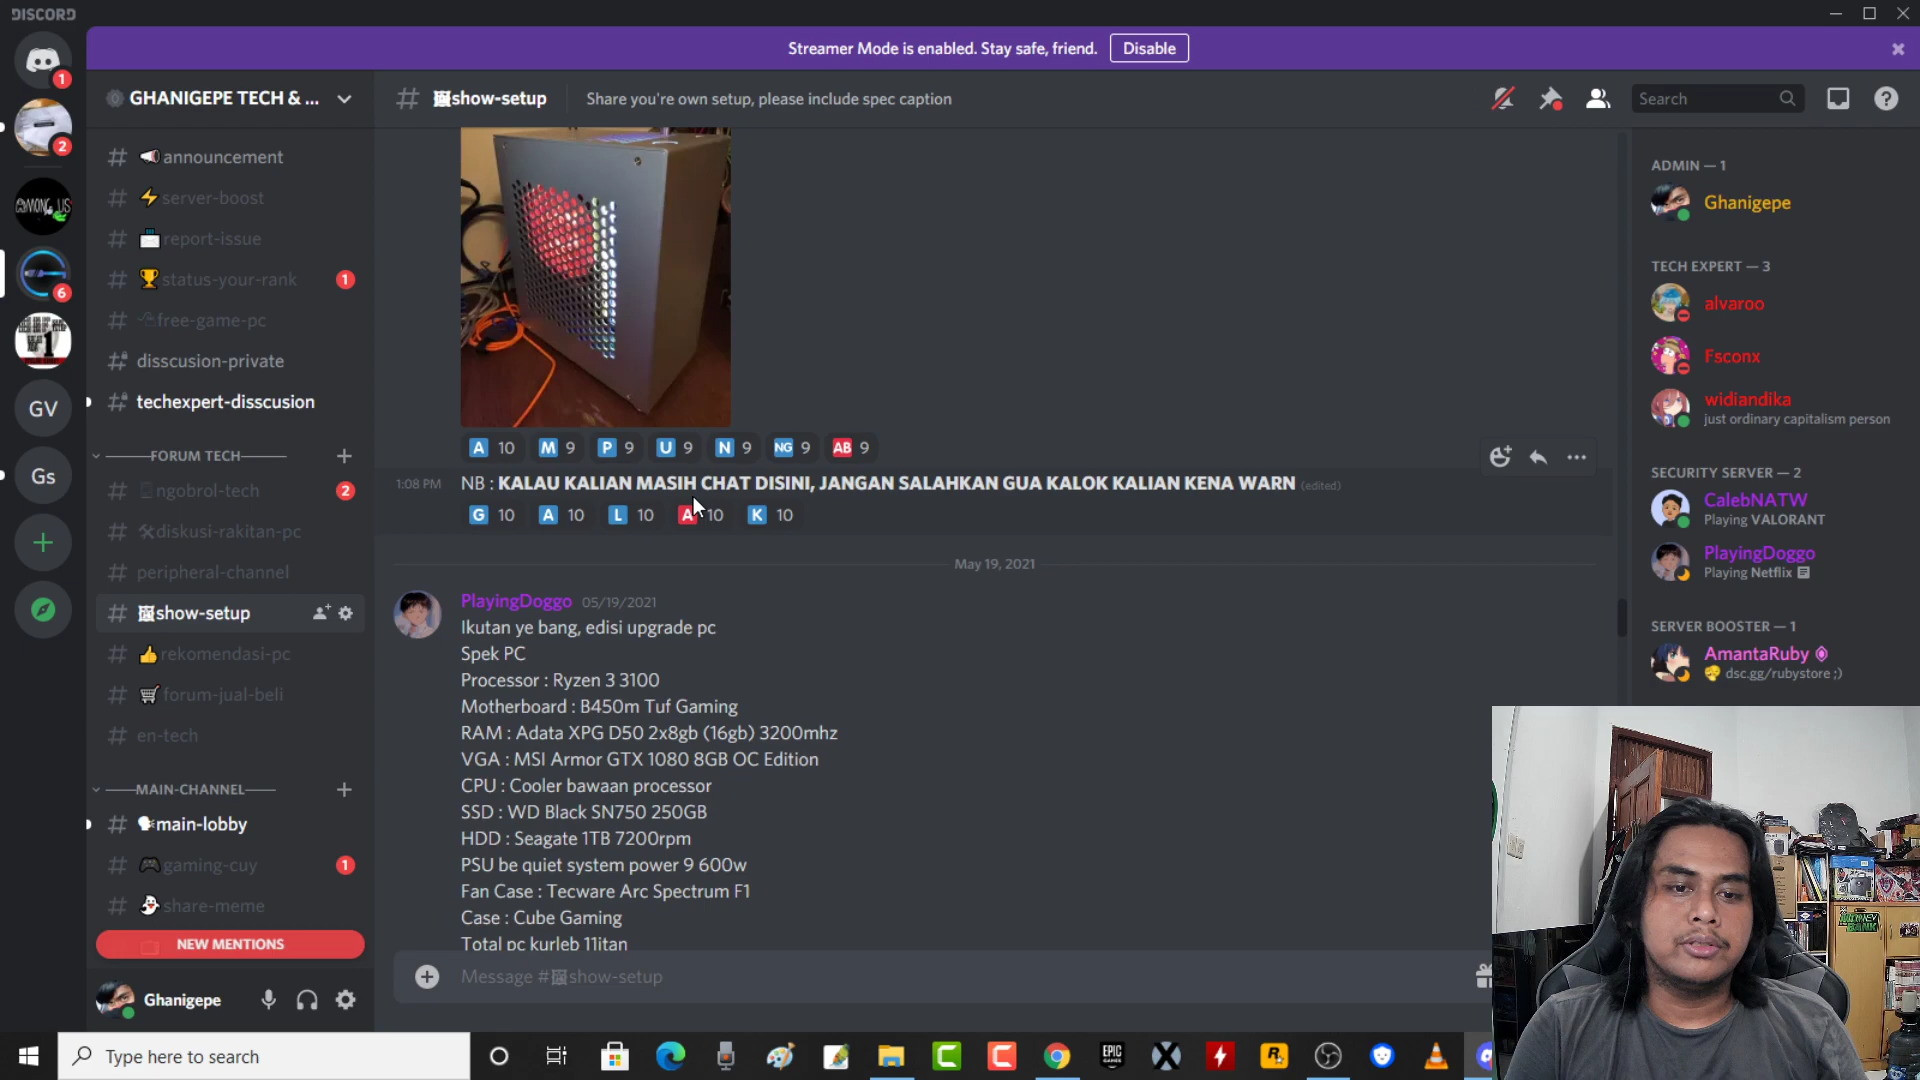 DISCORD
Streamer Mode is enabled. Stay safe, friend. Disable
1
2
AMONG US
6
GV
Gs
GHANIGEPE TECH & ...
# announcement
# server-boost
# report-issue
# status-your-rank 1
# free-game-pc
# disscusion-private
# techexpert-disscusion
FORUM TECH
# ngobrol-tech 2
# diskusi-rakitan-pc
# peripheral-channel
# show-setup
# rekomendasi-pc
# forum-jual-beli
# en-tech
MAIN-CHANNEL
# main-lobby
# gaming-cuy 1
# share-meme
NEW MENTIONS
Ghanigepe
# show-setup Share you're own setup, please include spec caption
Search
A 10 M 9 P 9 U 9 N 9 NG 9 AB 9
1:08 PM NB : KALAU KALIAN MASIH CHAT DISINI, JANGAN SALAHKAN GUA KALOK KALIAN KENA WARN (edited)
G 10 A 10 L 10 A 10 K 10
May 19, 2021
PlayingDoggo 05/19/2021
Ikutan ye bang, edisi upgrade pc
Spek PC
Processor : Ryzen 3 3100
Motherboard : B450m Tuf Gaming
RAM : Adata XPG D50 2x8gb (16gb) 3200mhz
VGA : MSI Armor GTX 1080 8GB OC Edition
CPU : Cooler bawaan processor
SSD : WD Black SN750 250GB
HDD : Seagate 1TB 7200rpm
PSU be quiet system power 9 600w
Fan Case : Tecware Arc Spectrum F1
Case : Cube Gaming
Total pc kurleb 11itan
Message # show-setup
ADMIN — 1
Ghanigepe
TECH EXPERT — 3
alvaroo
Fsconx
widiandika
just ordinary capitalism person
SECURITY SERVER — 2
CalebNATW
Playing VALORANT
PlayingDoggo
Playing Netflix
SERVER BOOSTER — 1
AmantaRuby
dsc.gg/rubystore ;)
Type here to search
EPIC GAMES